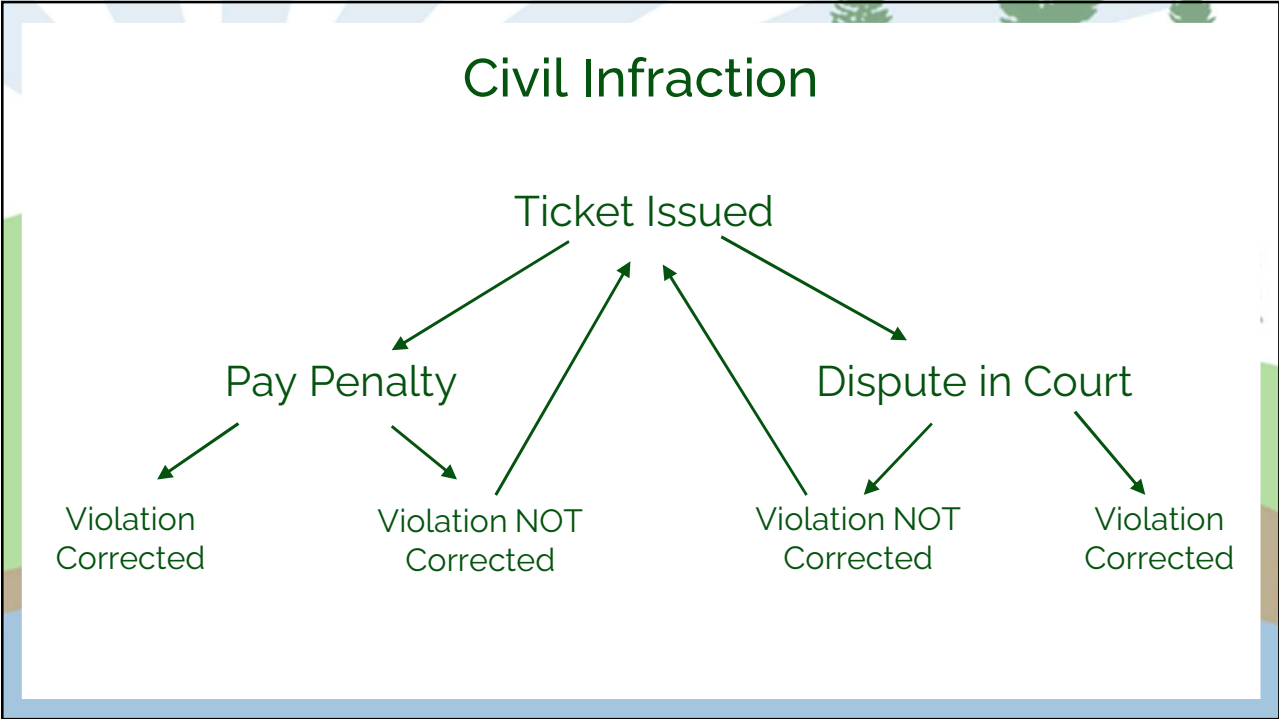 Civil Infraction
Ticket Issued
Pay Penalty
Dispute in Court
Violation
Corrected
Violation NOT
Corrected
Violation NOT
Corrected
Violation
Corrected